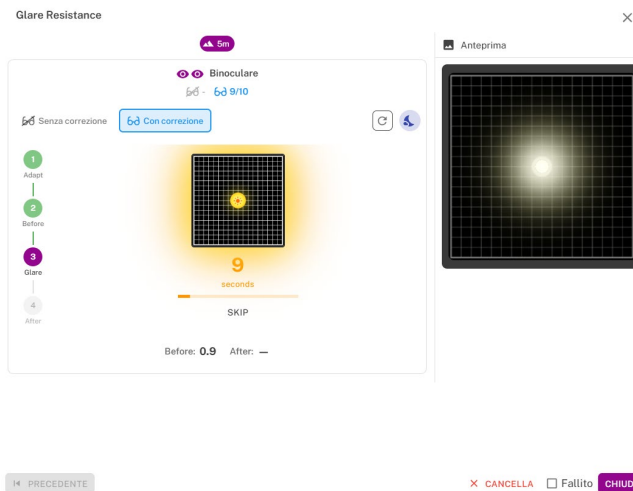 Glare Resistance
5m
Anteprima
Binoculare
- 9/10
Senza correzione
Con correzione
1
Adapt
2
Before
3
Glare
4
After
9
seconds
SKIP
Before: 0.9 After: —
PRECEDENTE
CANCELLA
Fallito
CHIUD